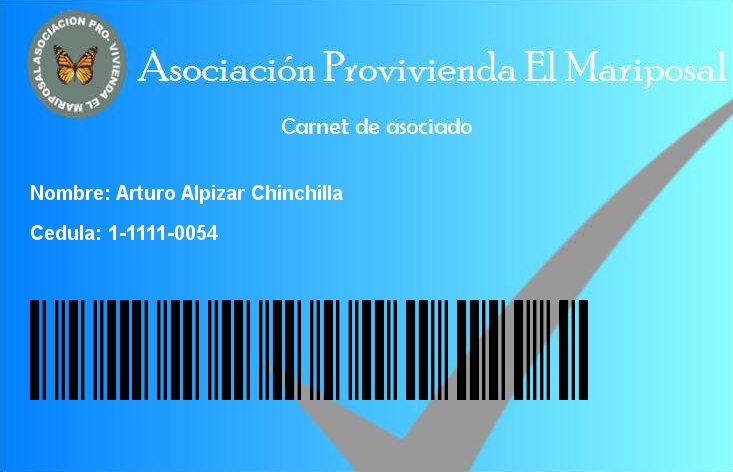 ASOCIACION PRO. VIVIENDA EL MARIPOSAL
Asociación Provivienda El Mariposal
Carnet de asociado
Nombre: Arturo Alpizar Chinchilla
Cedula: 1-1111-0054